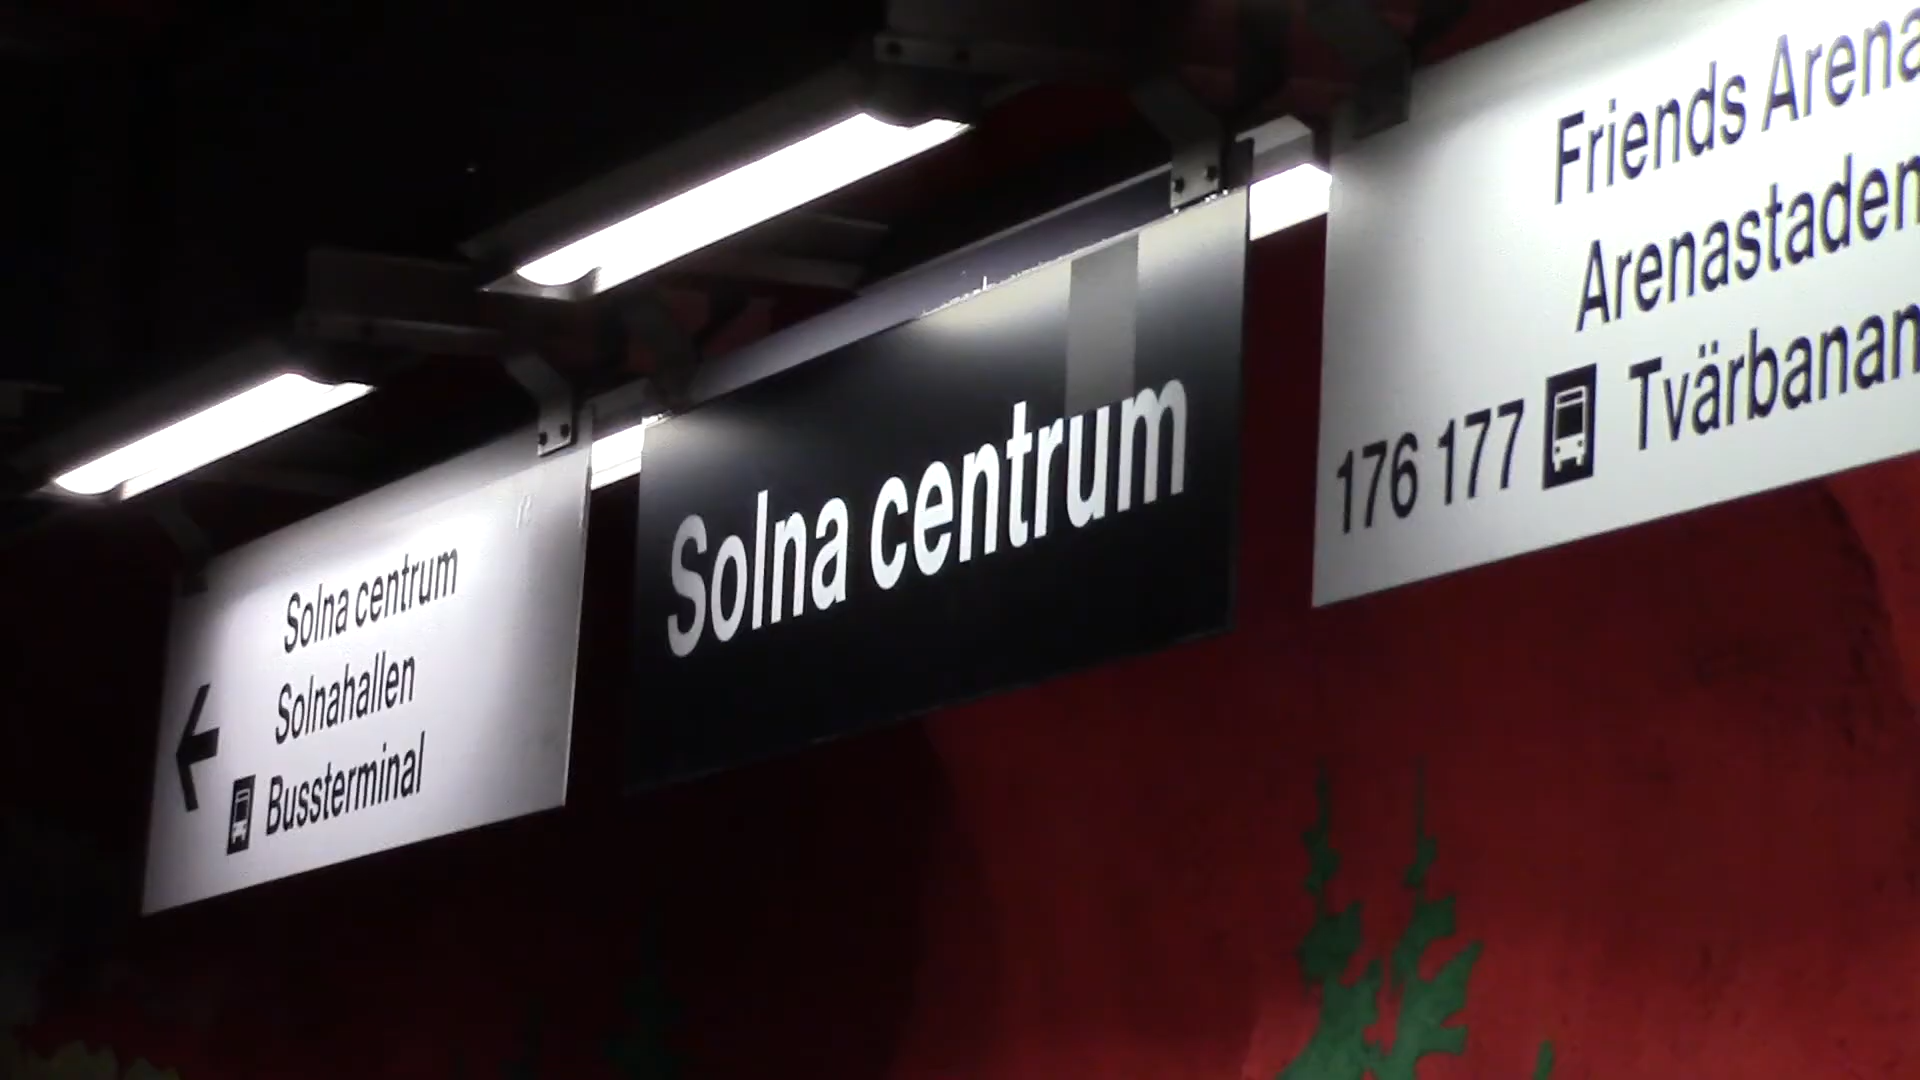 Solna centrum
Solnahallen
Bussterminal
Solna centrum
Friends Arena
Arenastaden
176 177 Tvärbanan